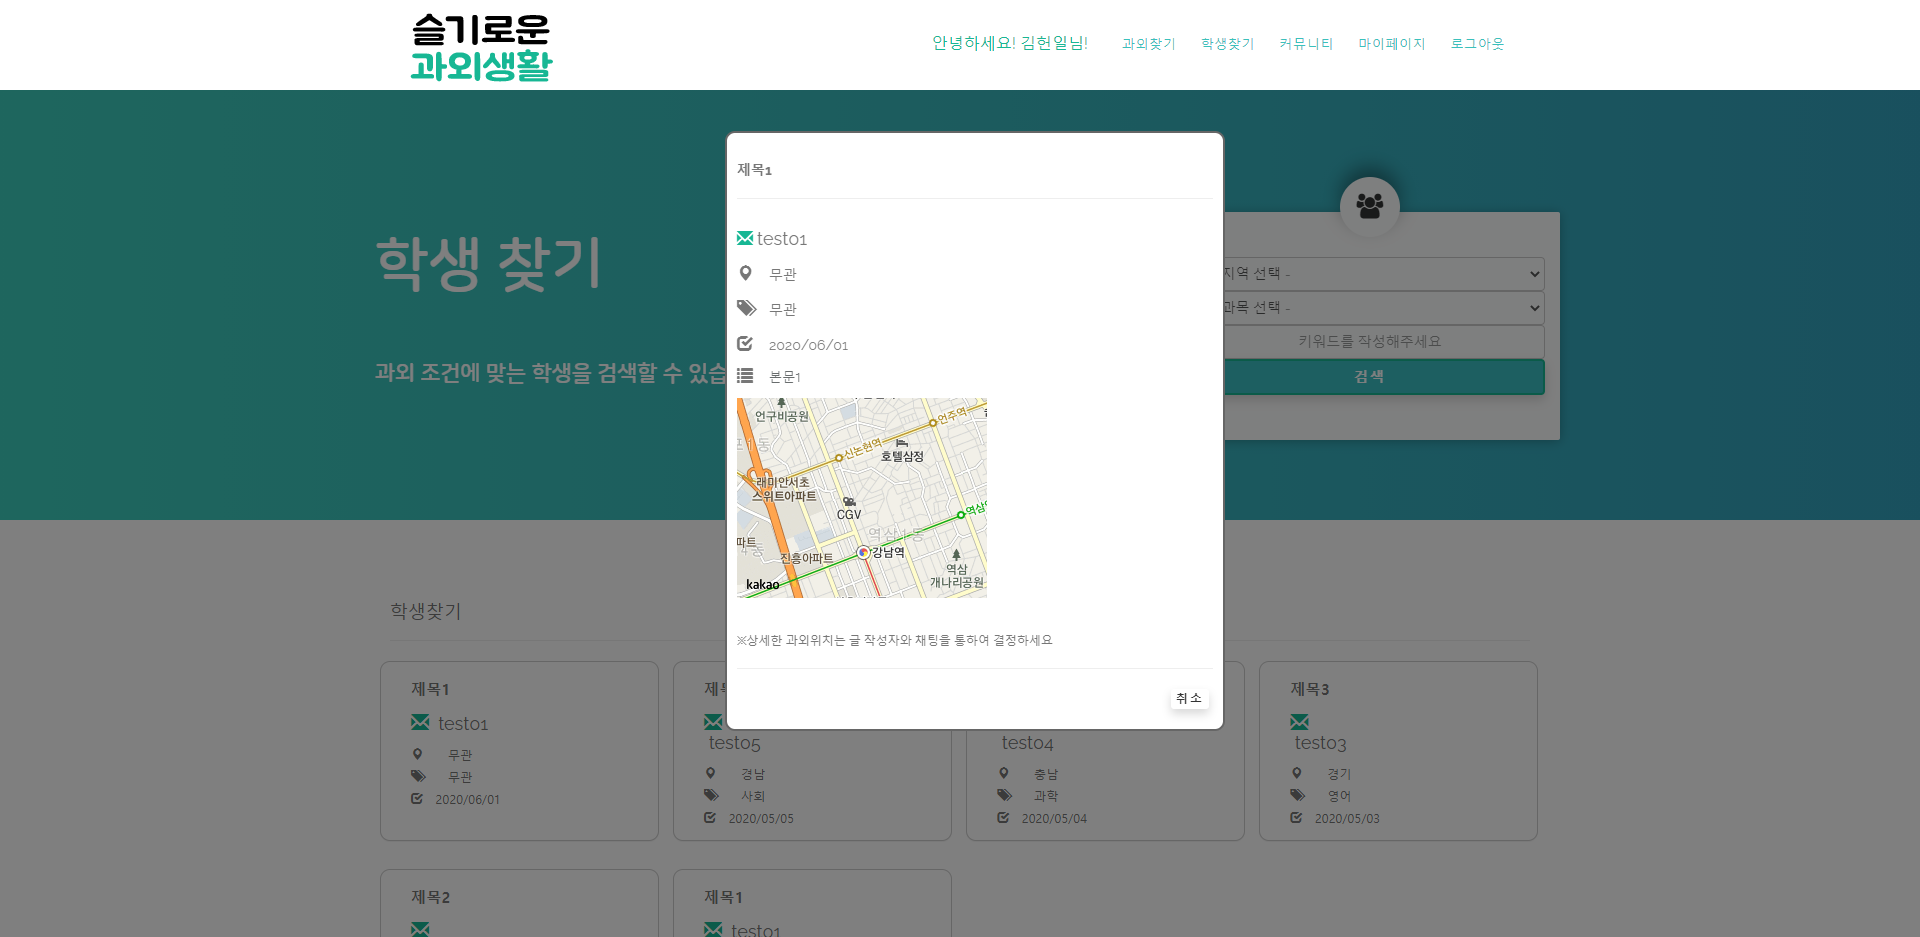 슬기로운
과외생활
안녕하세요! 김헌일님!
과외찾기
학생찾기
커뮤니티
마이페이지
로그아웃
학생 찾기
과외 조건에 맞는 학생을 검색할 수 있습
지역 선택 -
과목 선택 -
키워드를 작성해주세요
검색
제목1
test01
무관
무관
2020/06/01
본문1
언구비공원
언주역
신논현역
호텔삼정
래미안서초
스위트아파트
CGV
역삼1동
역삼
강남역
진흥아파트
역삼
개나리공원
kakao
※상세한 과외위치는 글 작성자와 채팅을 통하여 결정하세요
취소
학생찾기
제목1
test01
무관
무관
2020/06/01
test05
경남
사회
2020/05/05
test04
충남
과학
2020/05/04
제목3
test03
경기
영어
2020/05/03
제목2
제목1
test01